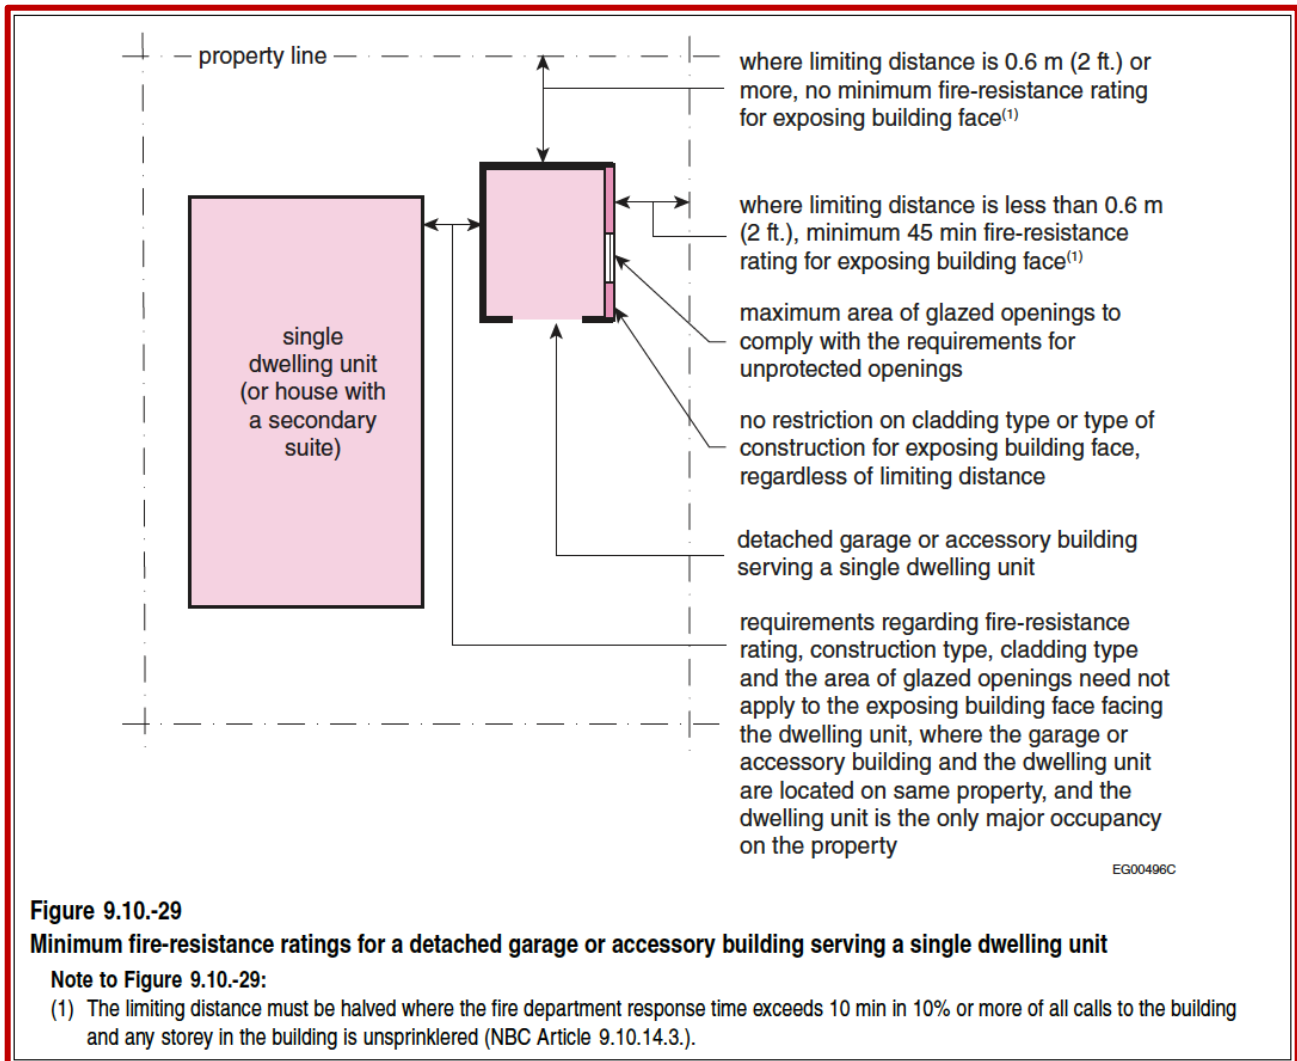 property line
where limiting distance is 0.6 m (2 ft.) or
more, no minimum fire-resistance rating
for exposing building face(1)
where limiting distance is less than 0.6 m
(2 ft.), minimum 45 min fire-resistance
rating for exposing building face(1)
maximum area of glazed openings to
comply with the requirements for
unprotected openings
single
dwelling unit
(or house with
a secondary
suite)
no restriction on cladding type or type of
construction for exposing building face,
regardless of limiting distance
detached garage or accessory building
serving a single dwelling unit
requirements regarding fire-resistance
rating, construction type, cladding type
and the area of glazed openings need not
apply to the exposing building face facing
the dwelling unit, where the garage or
accessory building and the dwelling unit
are located on same property, and the
dwelling unit is the only major occupancy
on the property
EG00496C
Figure 9.10.-29
Minimum fire-resistance ratings for a detached garage or accessory building serving a single dwelling unit
Note to Figure 9.10.-29:
(1) The limiting distance must be halved where the fire department response time exceeds 10 min in 10% or more of all calls to the building
and any storey in the building is unsprinklered (NBC Article 9.10.14.3.).